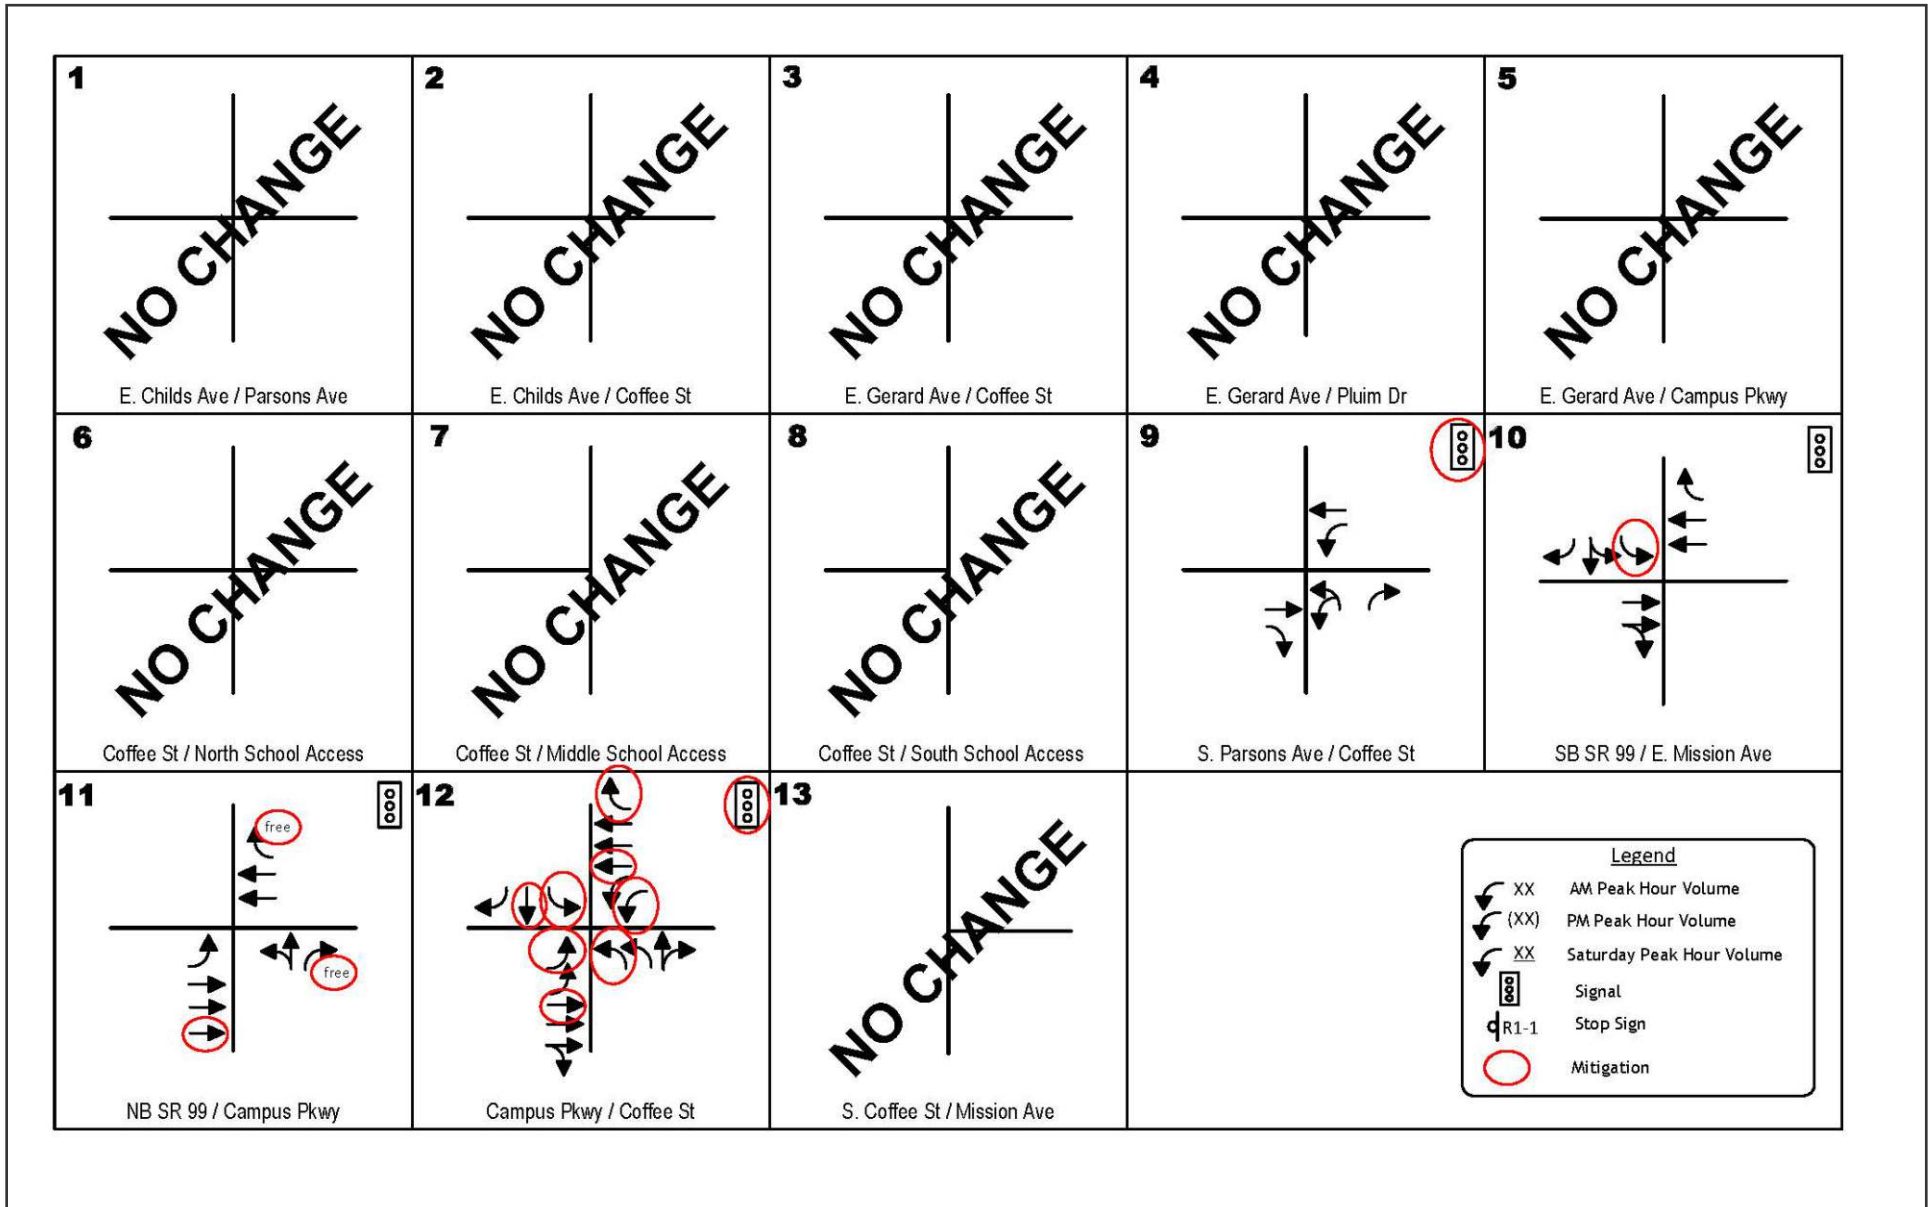 1
NO CHANGE
E. Childs Ave / Parsons Ave
2
NO CHANGE
E. Childs Ave / Coffee St
3
NO CHANGE
E. Gerard Ave / Coffee St
4
NO CHANGE
E. Gerard Ave / Pluim Dr
5
NO CHANGE
E. Gerard Ave / Campus Pkwy
6
NO CHANGE
Coffee St / North School Access
7
NO CHANGE
Coffee St / Middle School Access
8
NO CHANGE
Coffee St / South School Access
9
S. Parsons Ave / Coffee St
10
SB SR 99 / E. Mission Ave
11
free
free
NB SR 99 / Campus Pkwy
12
Campus Pkwy / Coffee St
13
NO CHANGE
S. Coffee St / Mission Ave
Legend
XX AM Peak Hour Volume
(XX) PM Peak Hour Volume
XX Saturday Peak Hour Volume
Signal
R1-1 Stop Sign
Mitigation